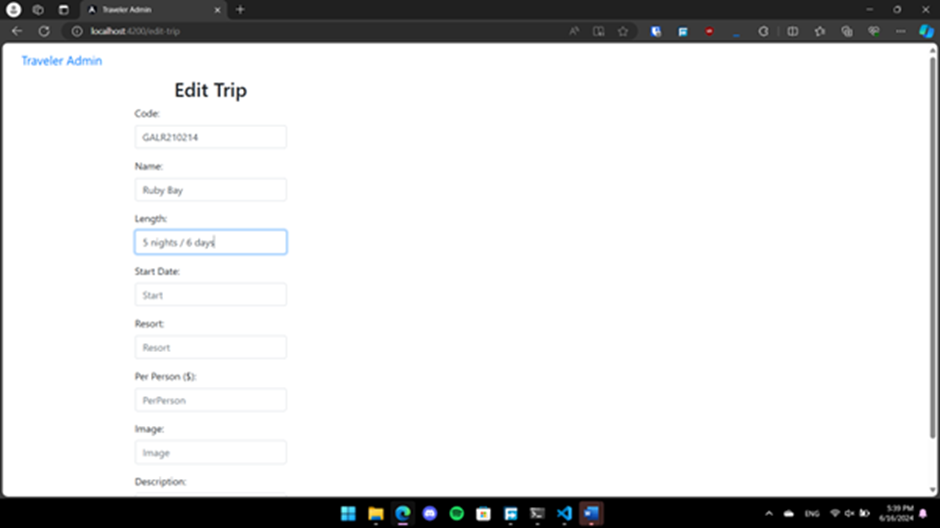 Traveler Admin
localhost:4200/edit-trip
Traveler Admin
Edit Trip
Code:
GALR210214
Name:
Ruby Bay
Length:
5 nights / 6 days
Start Date:
Start
Resort:
Resort
Per Person ($):
PerPerson
Image:
Image
Description:
ENG
5:39 PM
6/16/2024